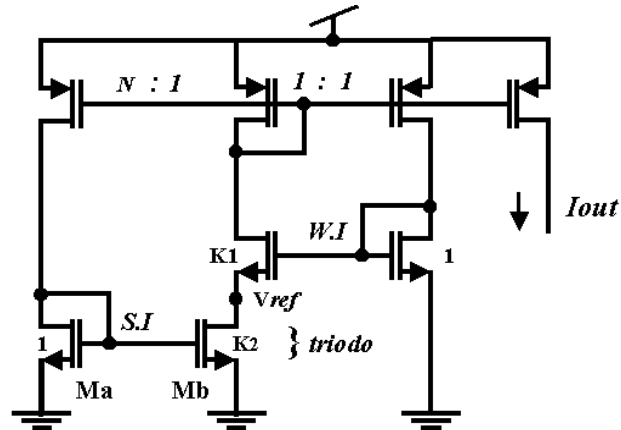 N : 1
1 : 1
Iout
W.I
K1
1
Vref
S.I
} triodo
1
K2
Ma
Mb